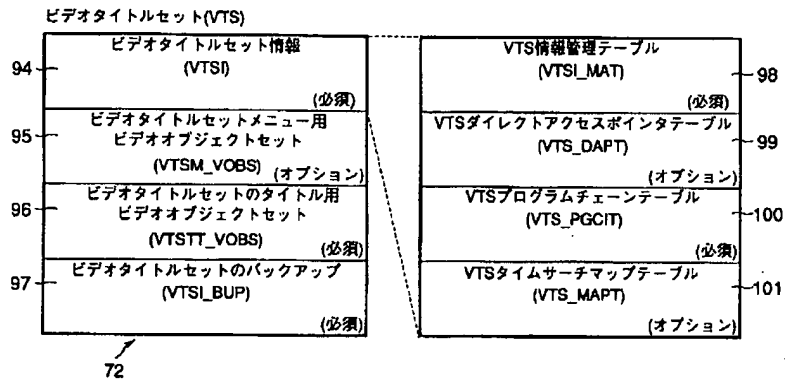 ビデオタイトルセット(VTS)
94
ビデオタイトルセット情報
(VTSI)
(必須)
95
ビデオタイトルセットメニュー用
ビデオオブジェクトセット
(VTSM_VOBS)
(オプション)
96
ビデオタイトルセットのタイトル用
ビデオオブジェクトセット
(VTSTT_VOBS)
(必須)
97
ビデオタイトルセットのバックアップ
(VTSI_BUP)
(必須)
72
VTS情報管理テーブル
(VTSI_MAT)
(必須)
98
VTSダイレクトアクセスポインタテーブル
(VTS_DAPT)
(オプション)
99
VTSプログラムチェーンテーブル
(VTS_PGCIT)
(必須)
100
VTSタイムサーチマップテーブル
(VTS_MAPT)
(オプション)
101